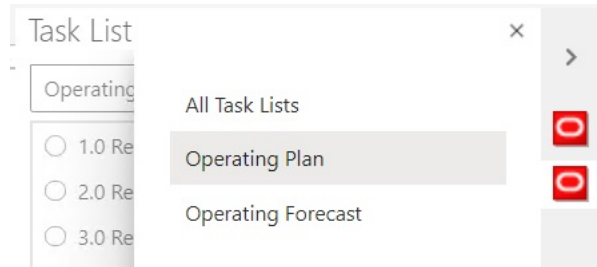 Task List
Operating
All Task Lists
1.0 Re
Operating Plan
2.0 Re
Operating Forecast
3.0 Re